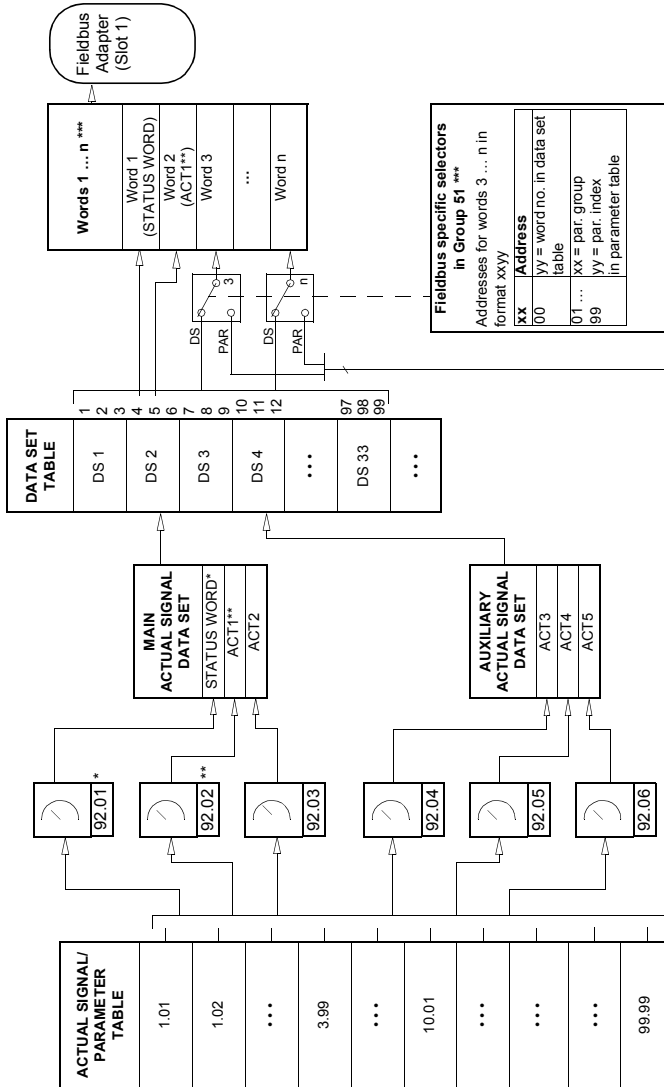 ACTUAL SIGNAL/
PARAMETER
TABLE
1.01
1.02
...
3.99
...
10.01
...
...
...
99.99
92.01
*
92.02
**
92.03
92.04
92.05
92.06
MAIN
ACTUAL SIGNAL
DATA SET
STATUS WORD*
ACT1**
ACT2
AUXILIARY
ACTUAL SIGNAL
DATA SET
ACT3
ACT4
ACT5
DATA SET
TABLE
DS 1
DS 2
DS 3
DS 4
...
DS 33
...
1
2
3
4
5
6
7
8
9
10
11
12
97
98
99
DS
PAR
3
DS
PAR
n
Words 1 ... n ***
Word 1
(STATUS WORD)
Word 2
(ACT1**)
Word 3
...
Word n
Fieldbus
Adapter
(Slot 1)
Fieldbus specific selectors
in Group 51 ***
Addresses for words 3 ... n in
format xxyy
xx Address
00 yy = word no. in data set
table
01 ... xx = par. group
99 yy = par. index
in parameter table